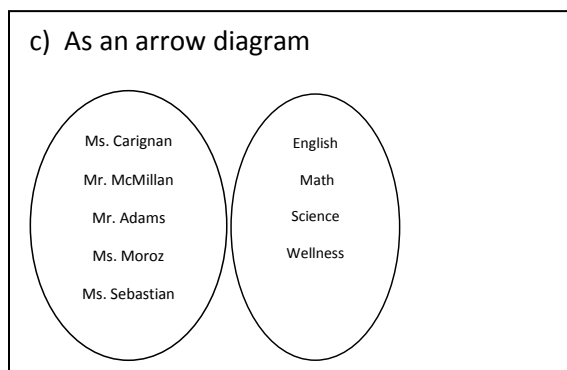 c) As an arrow diagram
Ms. Carignan
Mr. McMillan
Mr. Adams
Ms. Moroz
Ms. Sebastian
English
Math
Science
Wellness